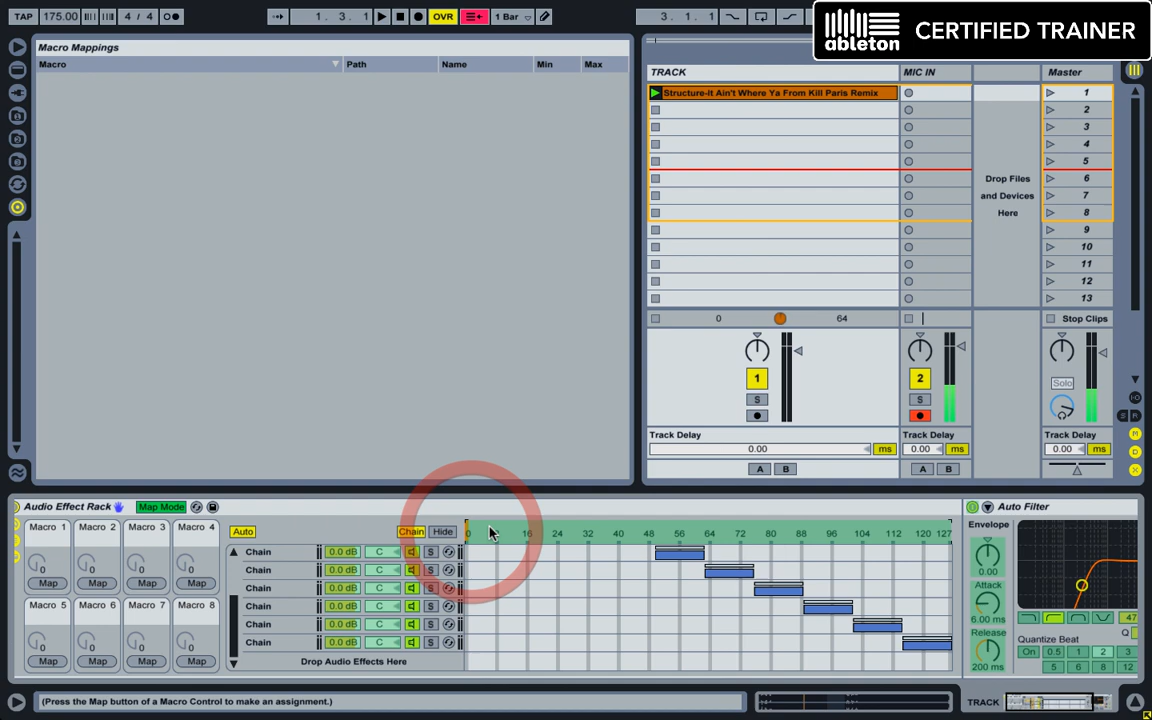 TAP 175.00 4 / 4 1. 3. 1 OVR 1 Bar 3. 1. 1
ableton CERTIFIED TRAINER
Macro Mappings
Macro Path Name Min Max
TRACK MIC IN Master
Structure-It Ain't Where Ya From Kill Paris Remix 1
2
3
4
5
Drop Files 6
and Devices 7
Here 8
9
10
11
12
13
0 64 Stop Clips
Solo
1 2
S S
Track Delay Track Delay Track Delay
0.00 ms 0.00 ms 0.00 ms
A B A B
Audio Effect Rack Map Mode Auto Filter
Macro 1 Macro 2 Macro 3 Macro 4 Auto Chain Hide 0 16 24 32 40 48 56 64 72 80 88 96 104 112 120 127 Envelope
0 0 0 0
Map Map Map Map
Macro 5 Macro 6 Macro 7 Macro 8
0 0 0 0
Map Map Map Map
Chain 0.0 dB C S
Chain 0.0 dB C S
Chain 0.0 dB C S
Chain 0.0 dB C S
Chain 0.0 dB C S
Chain 0.0 dB C S
Drop Audio Effects Here
0.00
Attack
6.00 ms
Release
200 ms
47
Quantize Beat Q
On 0.5 1 2 3
5 6 8
(Press the Map button of a Macro Control to make an assignment.) TRACK